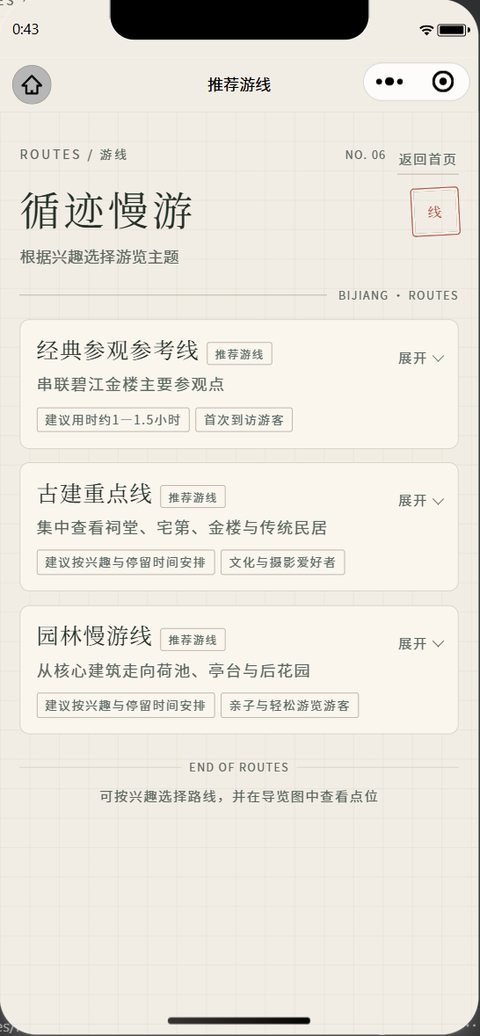 0:43
推荐游线
ROUTES / 游线
NO. 06 返回首页
循迹慢游
线
根据兴趣选择游览主题
BIJIANG · ROUTES
经典参观参考线 推荐游线
展开
串联碧江金楼主要参观点
建议用时约1—1.5小时 首次到访游客
古建重点线 推荐游线
展开
集中查看祠堂、宅第、金楼与传统民居
建议按兴趣与停留时间安排 文化与摄影爱好者
园林慢游线 推荐游线
展开
从核心建筑走向荷池、亭台与后花园
建议按兴趣与停留时间安排 亲子与轻松游览游客
END OF ROUTES
可按兴趣选择路线，并在导览图中查看点位